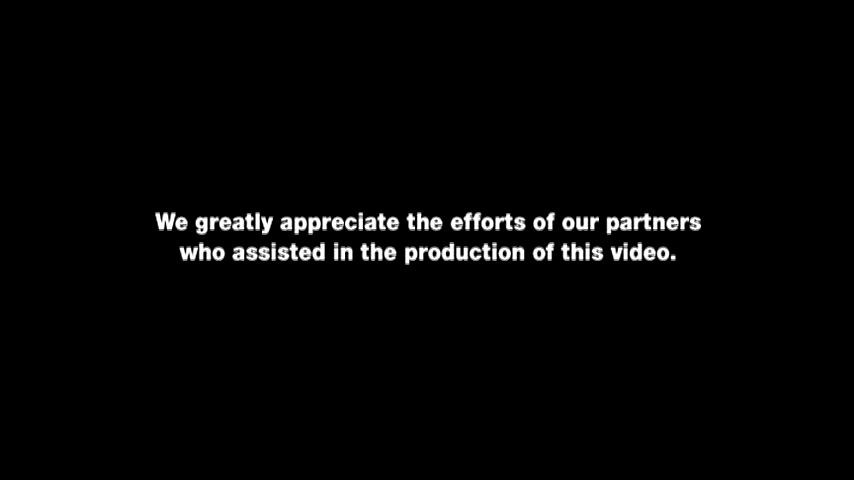 We greatly appreciate the efforts of our partners
who assisted in the production of this video.